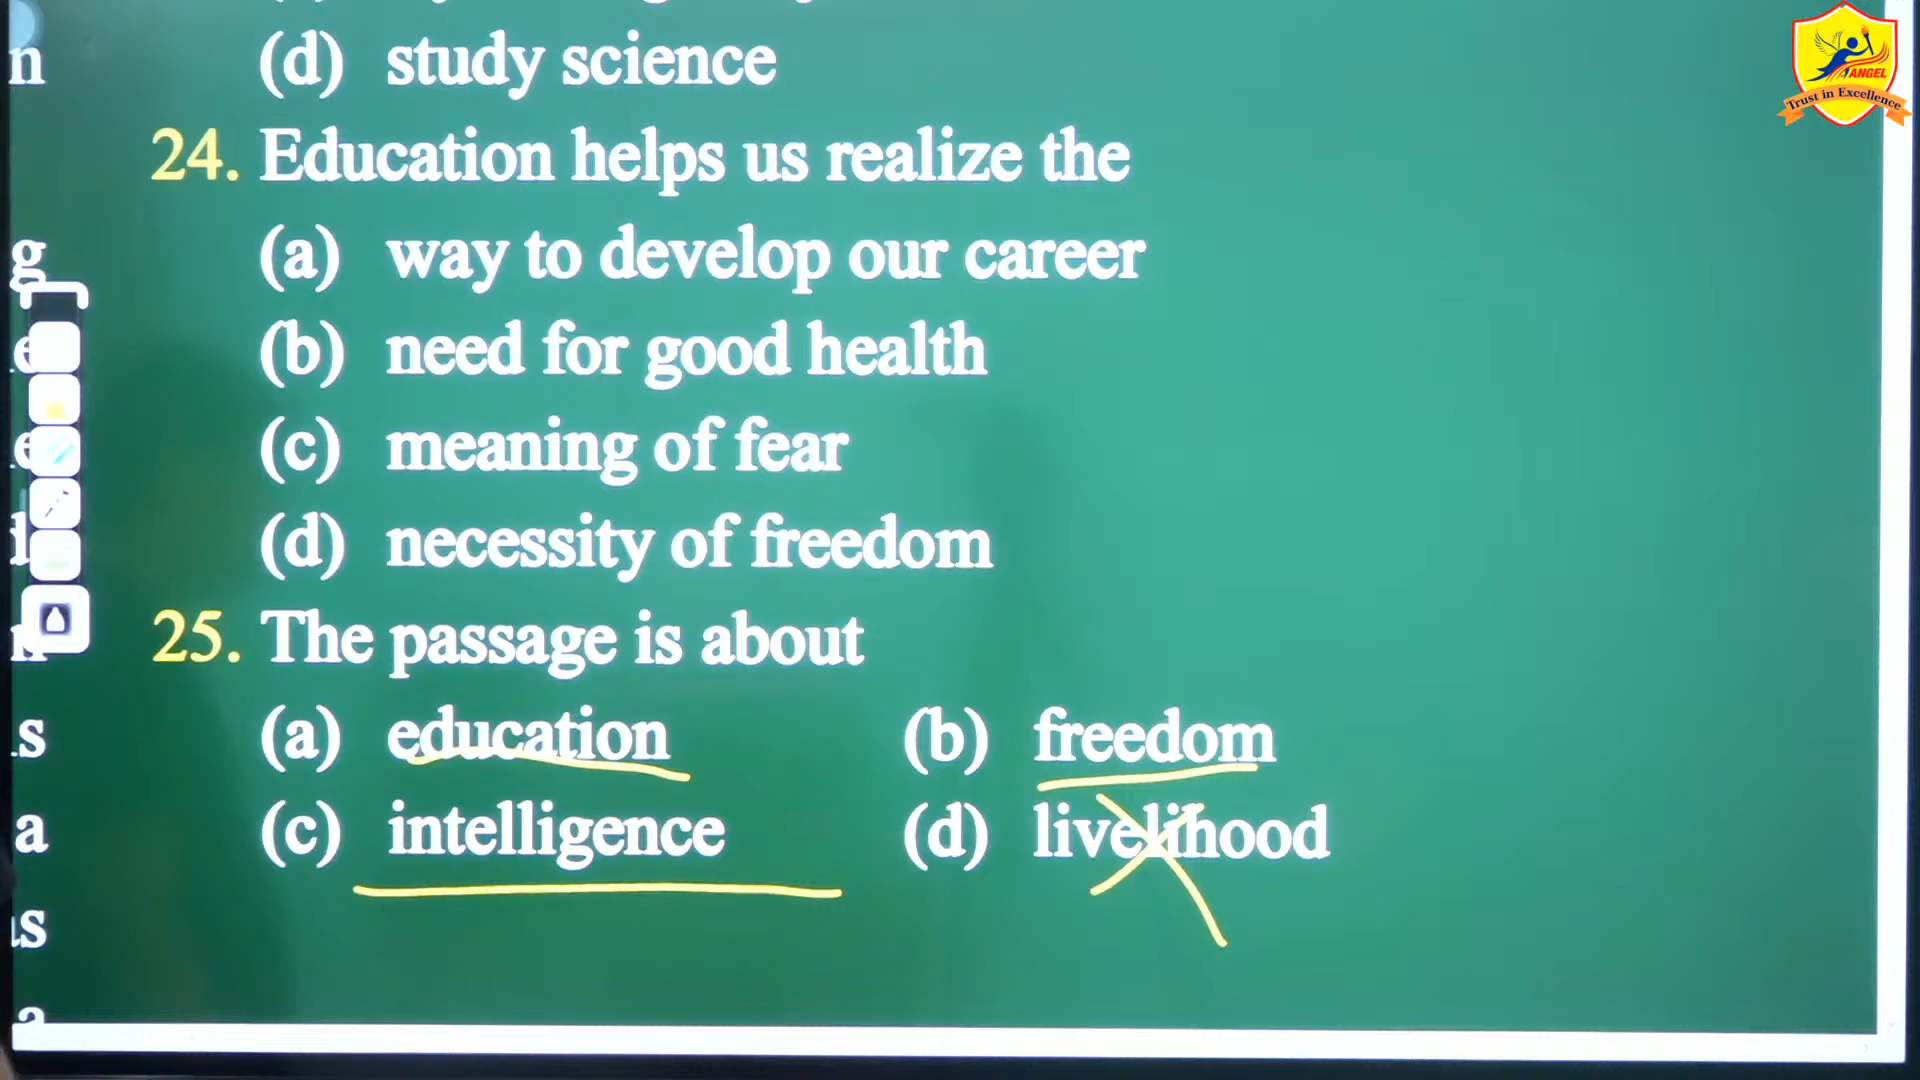 (d) study science
24. Education helps us realize the
(a) way to develop our career
(b) need for good health
(c) meaning of fear
(d) necessity of freedom
25. The passage is about
(a) education (b) freedom
(c) intelligence (d) livelihood
n
g
s
a
s
ANGEL
Trust in Excellence